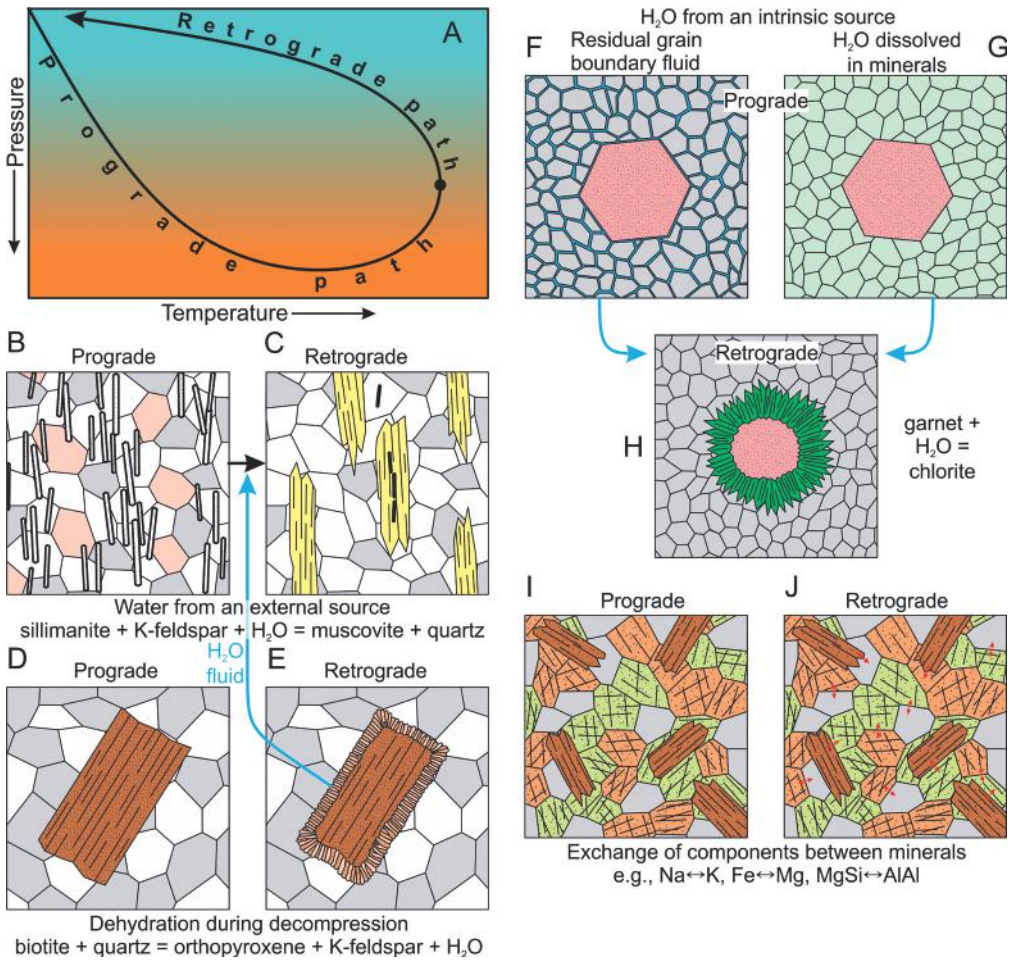 A
Retrograde path
Prograde path
Pressure
Temperature
B
Prograde
C
Retrograde
Water from an external source
sillimanite + K-feldspar + H₂O = muscovite + quartz
D
Prograde
H₂O
fluid
E
Retrograde
Dehydration during decompression
biotite + quartz = orthopyroxene + K-feldspar + H₂O
H₂O from an intrinsic source
F
Residual grain
boundary fluid
H₂O dissolved
in minerals
G
Prograde
Retrograde
H
garnet +
H₂O =
chlorite
I
Prograde
J
Retrograde
Exchange of components between minerals
e.g., Na↔K, Fe↔Mg, MgSi↔AlAl